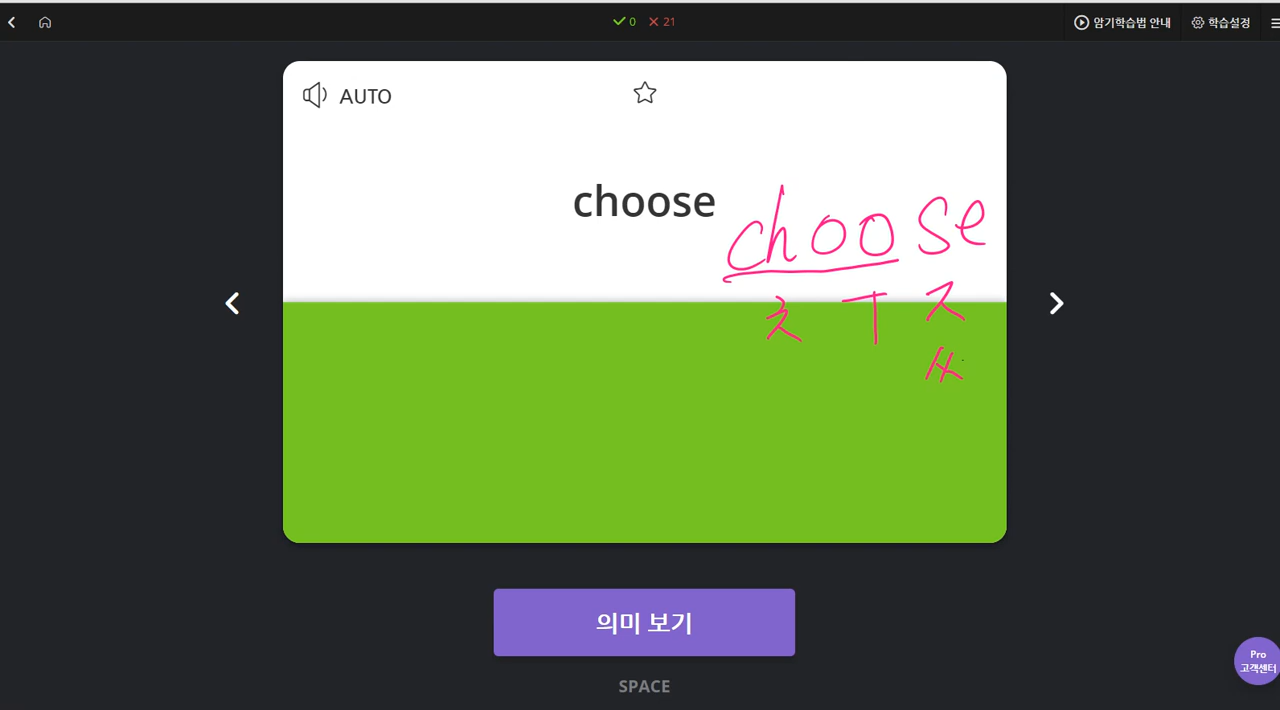 0 21 암기학습법 안내 학습설정
AUTO
choose
choose
ㅊ ㅜ ㅈ
의미 보기
Pro
고객센터
SPACE